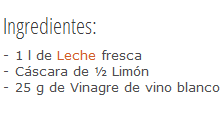 Ingredientes:
- 1 l de Leche fresca
- Cáscara de ½ Limón
- 25 g de Vinagre de vino blanco